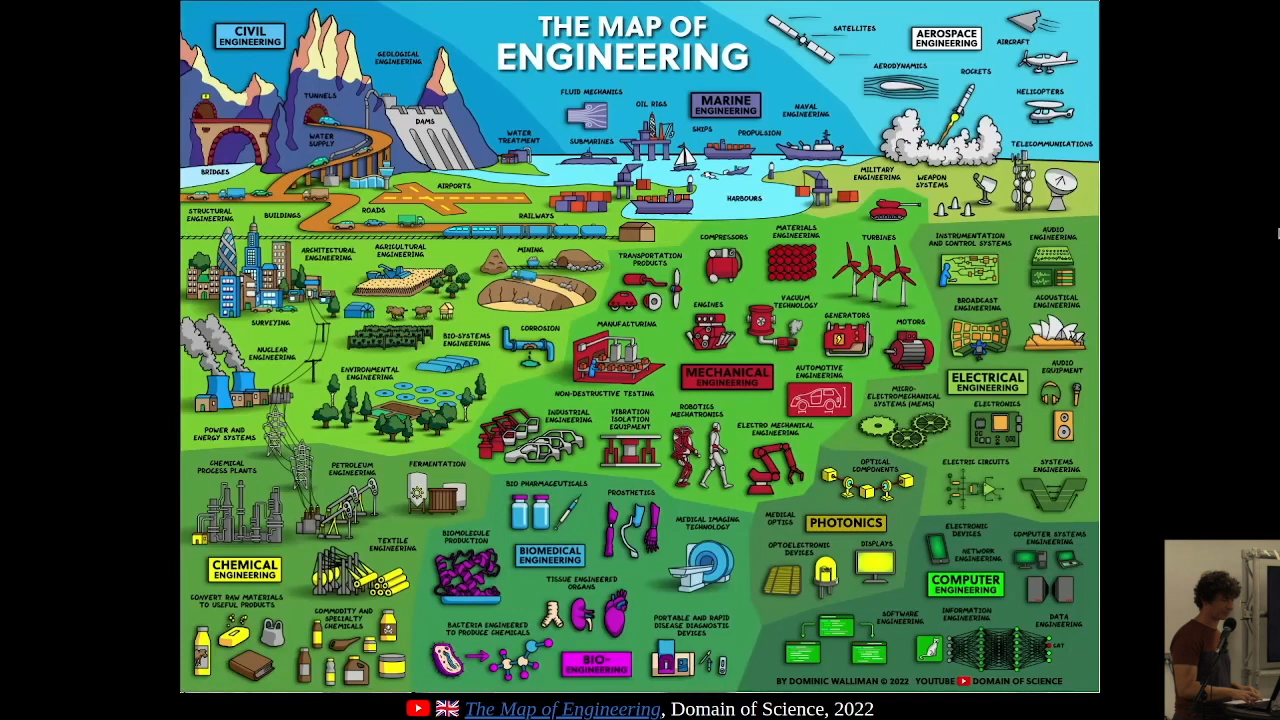 THE MAP OF
ENGINEERING
CIVIL
ENGINEERING
GEOLOGICAL
ENGINEERING
TUNNELS
WATER
SUPPLY
DAMS
BRIDGES
WATER
TREATMENT
FLUID MECHANICS
SUBMARINES
OIL RIGS
MARINE
ENGINEERING
SHIPS
PROPULSION
NAVAL
ENGINEERING
HARBOURS
SATELLITES
AEROSPACE
ENGINEERING
AIRCRAFT
AERODYNAMICS
ROCKETS
HELICOPTERS
TELECOMMUNICATIONS
MILITARY
ENGINEERING
WEAPON
SYSTEMS
STRUCTURAL
ENGINEERING
BUILDINGS
ROADS
AIRPORTS
RAILWAYS
ARCHITECTURAL
ENGINEERING
AGRICULTURAL
ENGINEERING
MINING
SURVEYING
NUCLEAR
ENGINEERING
BIO-SYSTEMS
ENGINEERING
CORROSION
ENVIRONMENTAL
ENGINEERING
POWER AND
ENERGY SYSTEMS
TRANSPORTATION
PRODUCTS
COMPRESSORS
MATERIALS
ENGINEERING
TURBINES
ENGINES
VACUUM
TECHNOLOGY
GENERATORS
MOTORS
MANUFACTURING
MECHANICAL
ENGINEERING
AUTOMOTIVE
ENGINEERING
NON-DESTRUCTIVE TESTING
INDUSTRIAL
ENGINEERING
VIBRATION
ISOLATION
EQUIPMENT
ROBOTICS
MECHATRONICS
ELECTRO MECHANICAL
ENGINEERING
INSTRUMENTATION
AND CONTROL SYSTEMS
AUDIO
ENGINEERING
BROADCAST
ENGINEERING
ACOUSTICAL
ENGINEERING
ELECTRICAL
ENGINEERING
AUDIO
EQUIPMENT
MICRO-
ELECTROMECHANICAL
SYSTEMS (MEMS)
ELECTRONICS
ELECTRIC CIRCUITS
SYSTEMS
ENGINEERING
CHEMICAL
PROCESS PLANTS
PETROLEUM
ENGINEERING
FERMENTATION
TEXTILE
ENGINEERING
CHEMICAL
ENGINEERING
CONVERT RAW MATERIALS
TO USEFUL PRODUCTS
COMMODITY AND
SPECIALTY
CHEMICALS
BIO PHARMACEUTICALS
PROSTHETICS
MEDICAL IMAGING
TECHNOLOGY
BIOMOLECULE
PRODUCTION
BIOMEDICAL
ENGINEERING
TISSUE ENGINEERED
ORGANS
BACTERIA ENGINEERED
TO PRODUCE CHEMICALS
BIO-
ENGINEERING
PORTABLE AND RAPID
DISEASE DIAGNOSTIC
DEVICES
OPTICAL
COMPONENTS
MEDICAL
OPTICS
PHOTONICS
OPTOELECTRONIC
DEVICES
DISPLAYS
ELECTRONIC
DEVICES
COMPUTER SYSTEMS
ENGINEERING
NETWORK
ENGINEERING
COMPUTER
ENGINEERING
SOFTWARE
ENGINEERING
INFORMATION
ENGINEERING
DATA
ENGINEERING
CAT
BY DOMINIC WALLIMAN © 2022 YOUTUBE DOMAIN OF SCIENCE
The Map of Engineering, Domain of Science, 2022